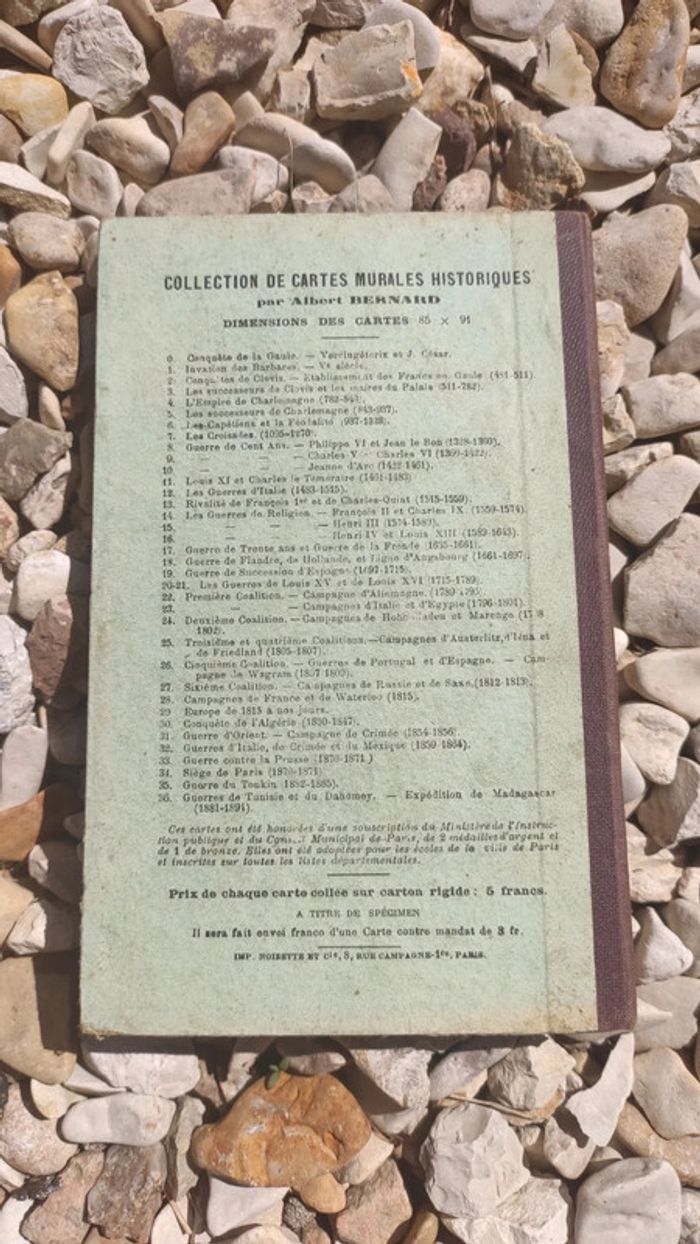 COLLECTION DE CARTES MURALES HISTORIQUES
par Albert BERNARD
DIMENSIONS DES CARTES 85 × 91
0. Conquête de la Gaule. — Vercingétorix et J. César.
1. Invasion des Barbares. — Vᵉ siècle.
2. Conquêtes de Clovis. — Etablissement des Francs en Gaule (481-511).
3. Les successeurs de Clovis et les maires du Palais (511-752).
4. L'Empire de Charlemagne
5. Les successeurs de Charlemagne (843-987).
6. Les Capétiens et la Féodalité (987-1328).
7. Les Croisades. (1095-1270).
8. Guerre de Cent Ans. — Philippe VI et Jean le Bon (1328-1360).
9. — — Charles V — Charles VI (1360-1422).
10. — — Jeanne d'Arc (1422-1461).
11. Louis XI et Charles le Téméraire (1461-1483)
12. Les Guerres d'Italie (1483-1515).
13. Rivalité de François 1ᵉʳ et de Charles-Quint (1515-1559).
14. Les Guerres de Religion. — François II et Charles IX. (1559-1574).
15. — — — Henri III (1574-1589).
16. — — — Henri IV et Louis XIII (1589-1643).
17. Guerre de Trente ans et Guerre de la Fronde (1635-1661).
18. Guerre de Flandre, de Hollande, et Ligue d'Augsbourg (1661-1697).
19. Guerre de Succession d'Espagne (1697-1715).
20-21. Les Guerres de Louis XV et de Louis XVI (1715-1789).
22. Première Coalition. — Campagne d'Allemagne.
23. — — Campagnes d'Italie et d'Egypte (1796-1801).
24. Deuxième Coalition. — Campagnes de Hohenlinden et Marengo
1802).
25. Troisième et quatrième Coalitions.—Campagnes d'Austerlitz, d'Iéna et
de Friedland (1805-1807).
26. Cinquième Coalition. — Guerres de Portugal et d'Espagne. — Cam-
pagne de Wagram (1807-1809).
27. Sixième Coalition. — Campagnes de Russie et de Saxe.(1812-1813).
28. Campagnes de France et de Waterloo (1815).
29 Europe de 1815 à nos jours.
30. Conquête de l'Algérie (1830-1847).
31. Guerre d'Orient. — Campagne de Crimée (1854-1856).
32. Guerres d'Italie, de Crimée et du Mexique (1859-1864).
33. Guerre contre la Prusse (1870-1871)
34. Siège de Paris (1870-1871)
35. Guerre du Tonkin (1882-1885).
36. Guerres de Tunisie et du Dahomey. — Expédition de Madagascar
(1881-1894).
Ces cartes ont été honorées d'une souscription du Ministère de l'Instruc-
tion publique et du Conseil Municipal de Paris, de 2 médailles d'argent et
de 1 de bronze. Elles ont été adoptées pour les écoles de la ville de Paris
et inscrites sur toutes les listes départementales.
Prix de chaque carte collée sur carton rigide : 5 francs.
A TITRE DE SPÉCIMEN
Il sera fait envoi franco d'une Carte contre mandat de 3 fr.
IMP. NOISETTE ET Cⁱᵉ, 8, RUE CAMPAGNE-1ʳᵉ, PARIS.